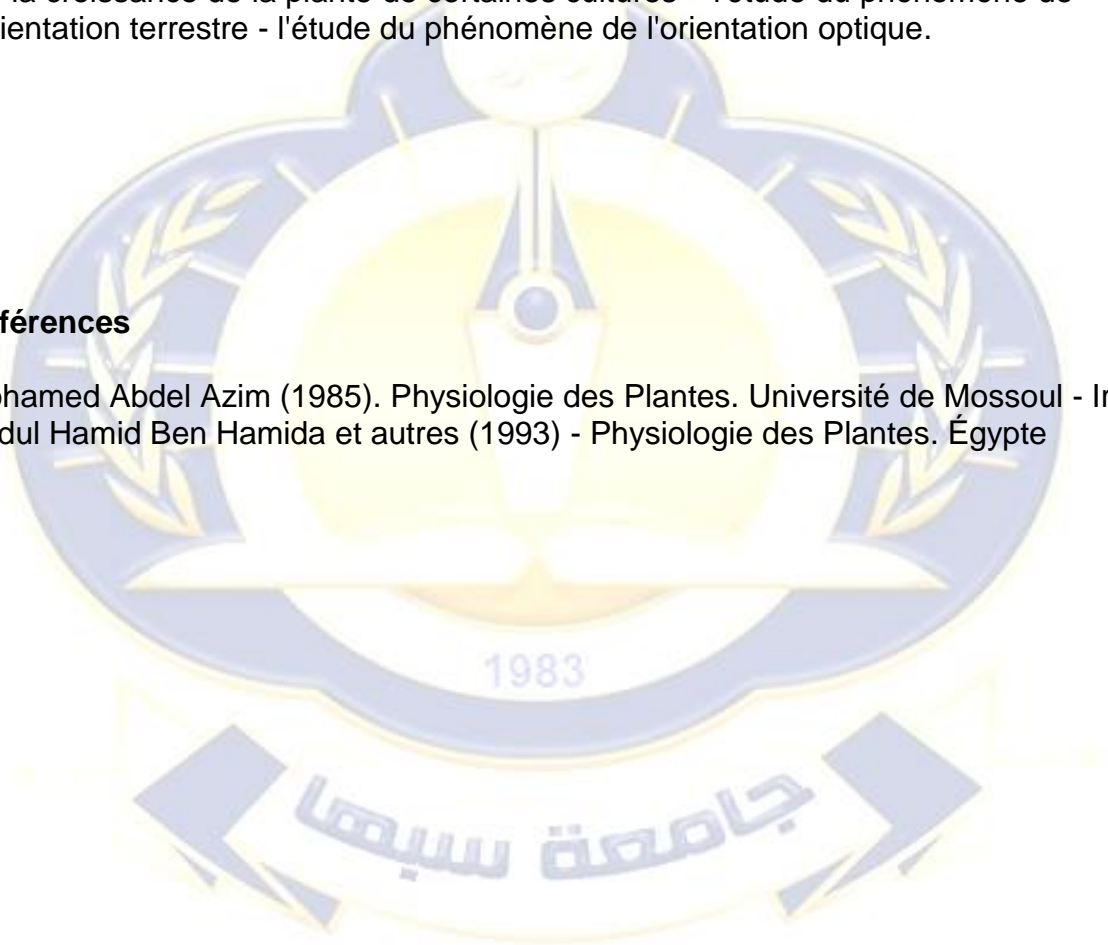 la croissance de la plante de certaines cultures - l'étude du phénomène de
ientation terrestre - l'étude du phénomène de l'orientation optique.
férences
hamed Abdel Azim (1985). Physiologie des Plantes. Université de Mossoul - Ir
dul Hamid Ben Hamida et autres (1993) - Physiologie des Plantes. Égypte
1983
جامعة سبها